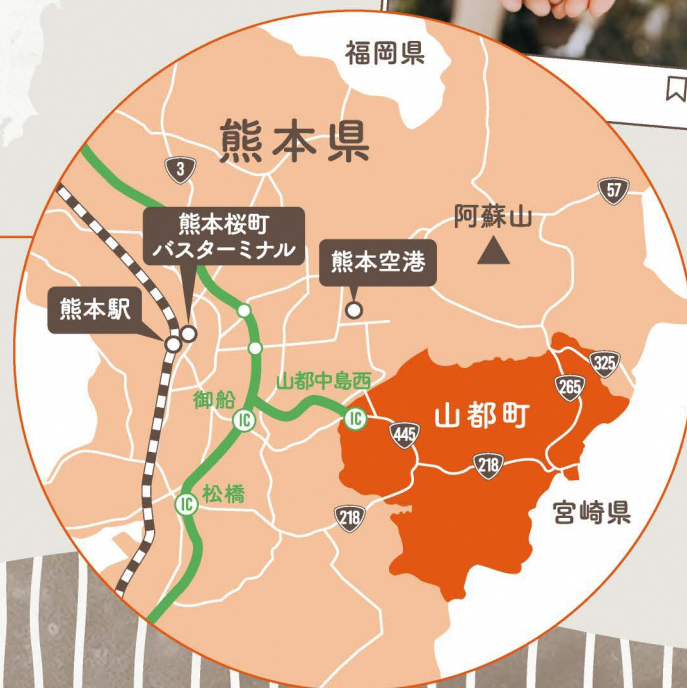 福岡県
熊本県
3
57
阿蘇山
熊本桜町
バスターミナル
熊本空港
熊本駅
山都中島西
御船
IC
IC
山都町
325
265
445
218
松橋
IC
218
宮崎県